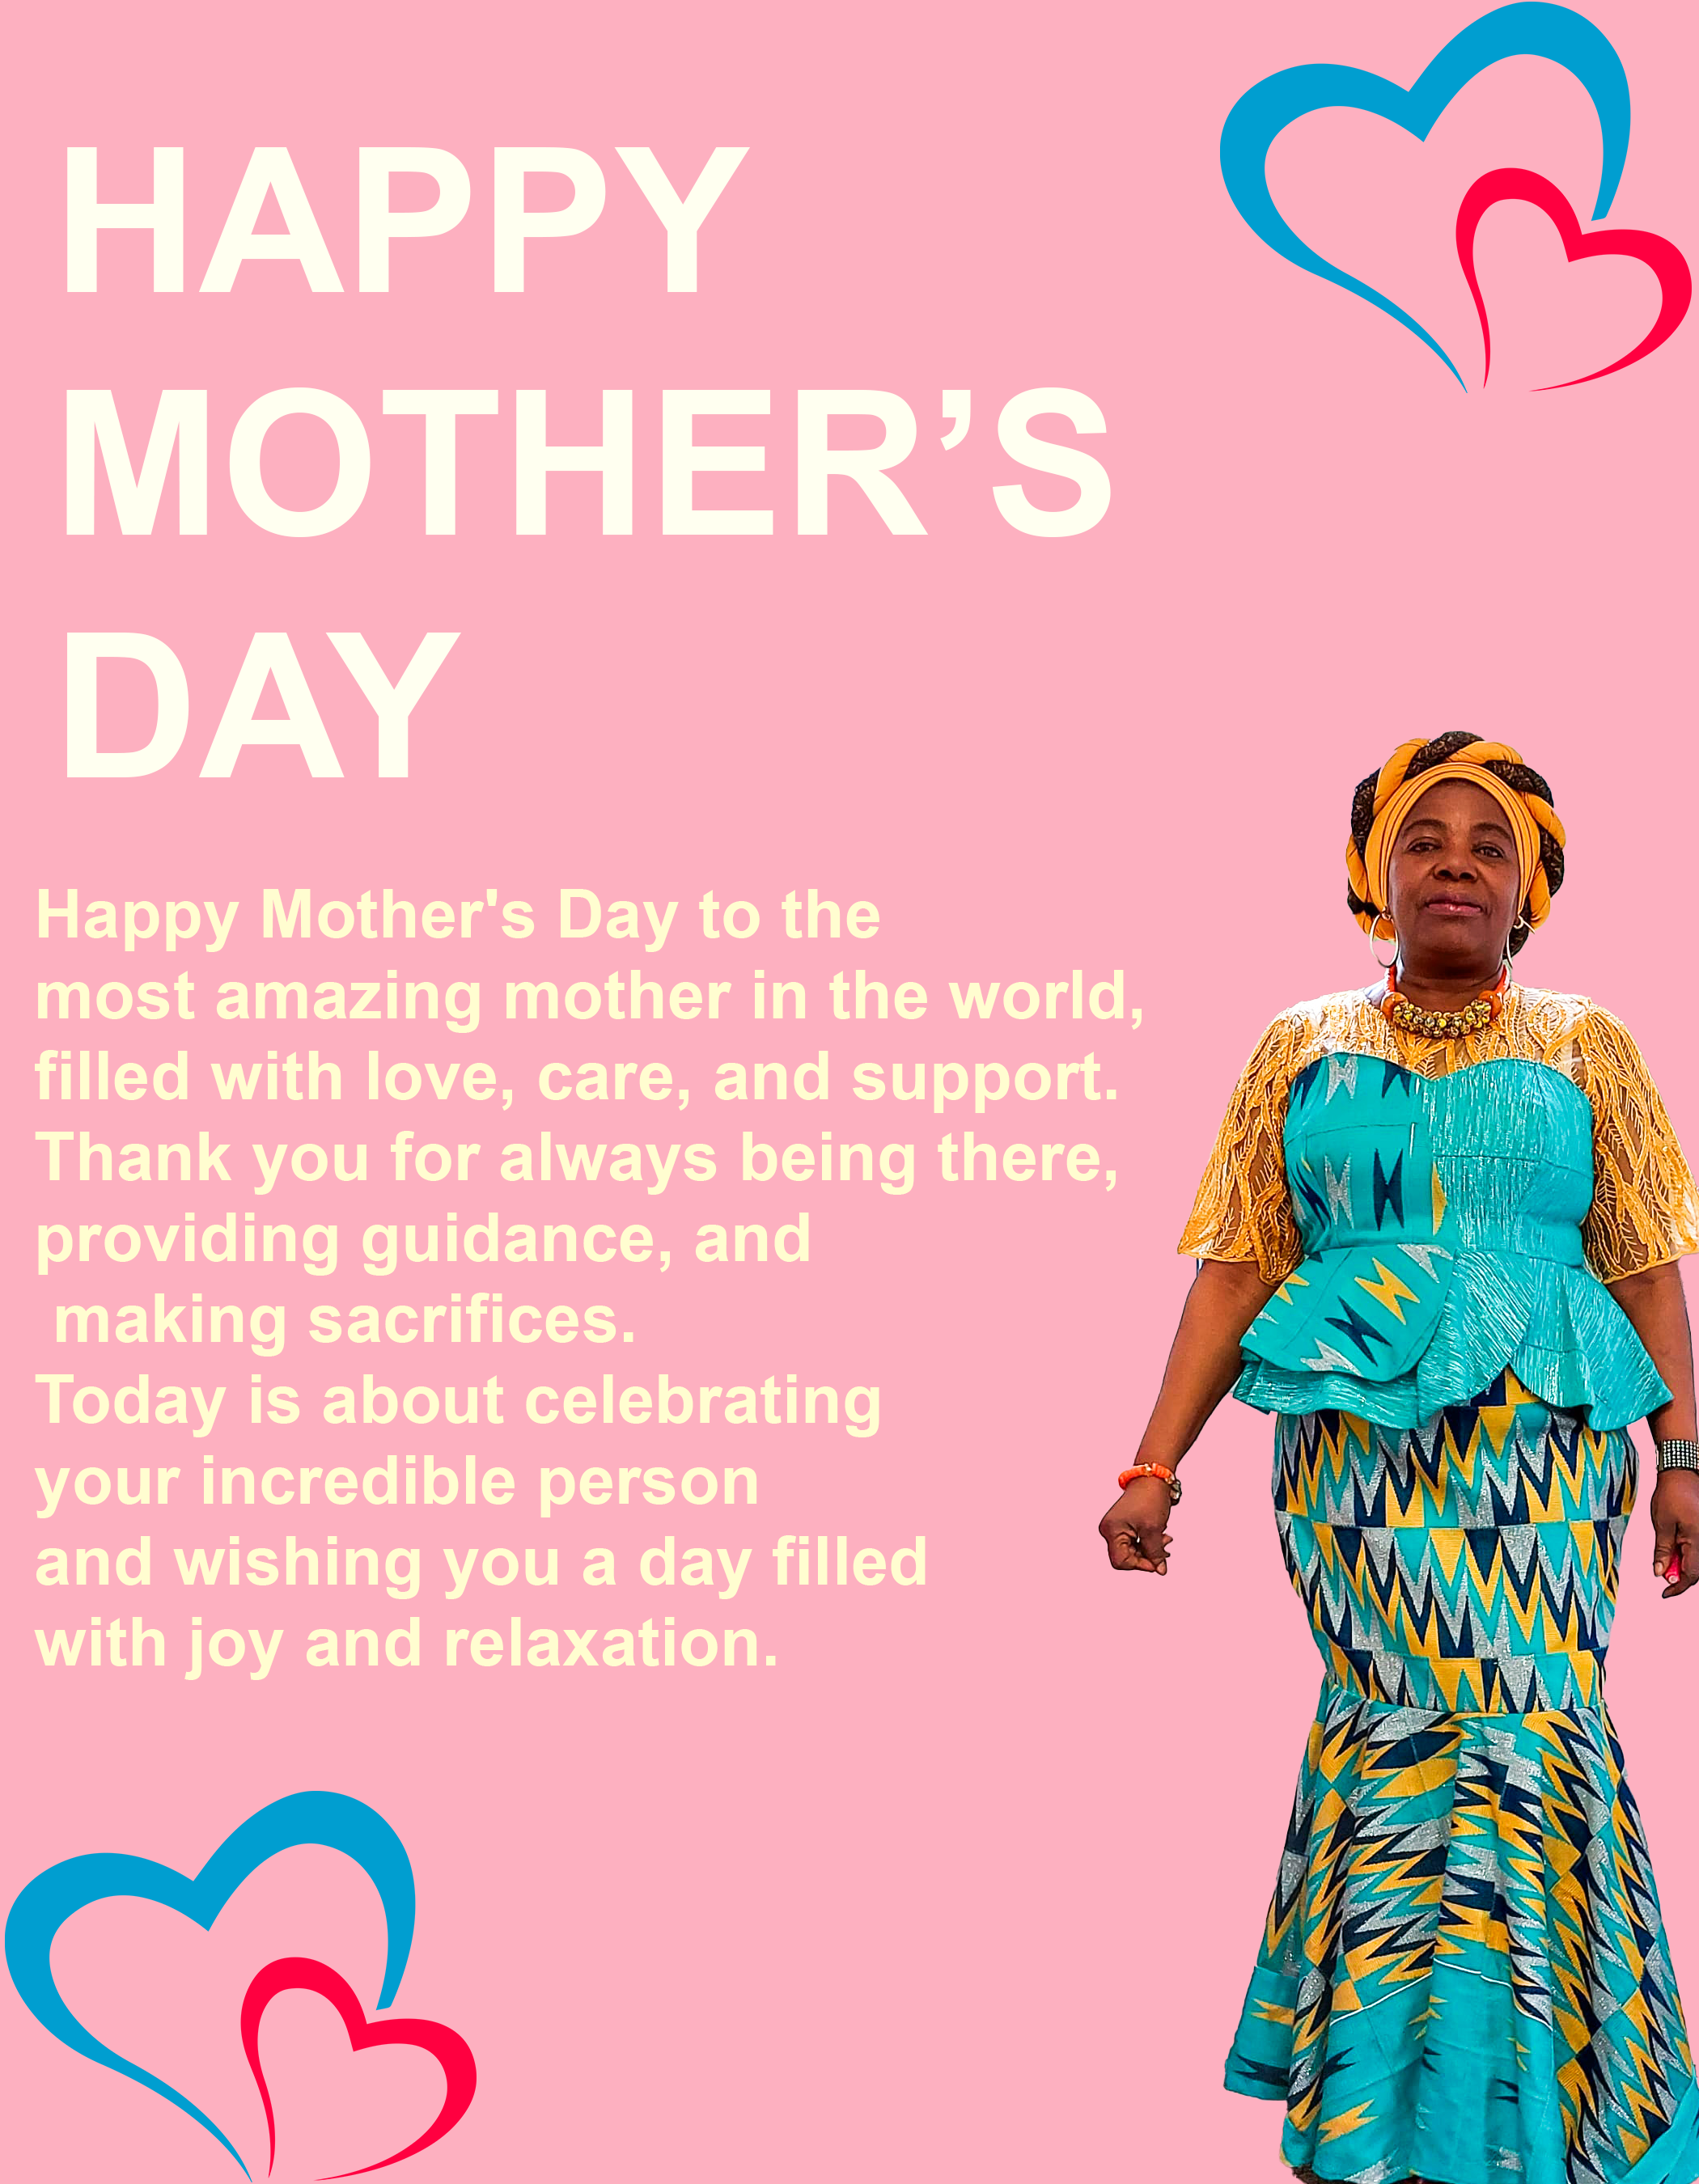 HAPPY
MOTHER’S
DAY
Happy Mother's Day to the
most amazing mother in the world,
filled with love, care, and support.
Thank you for always being there,
providing guidance, and
making sacrifices.
Today is about celebrating
your incredible person
and wishing you a day filled
with joy and relaxation.